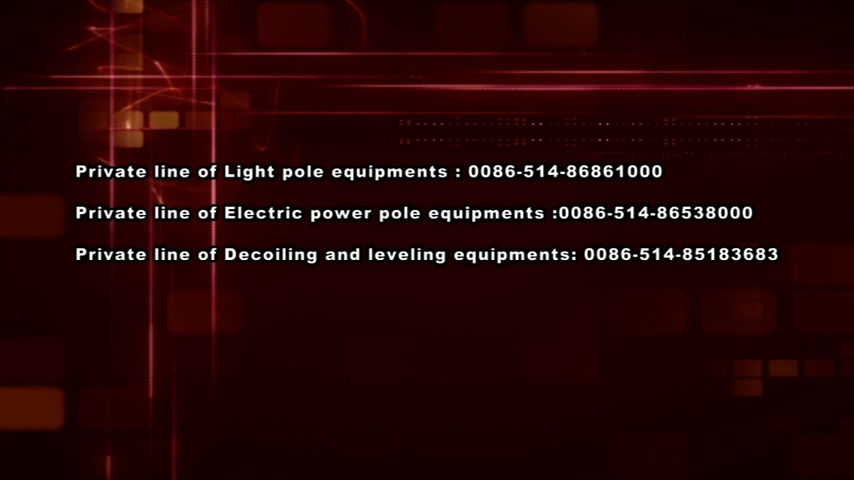 Private line of Light pole equipments : 0086-514-86861000
Private line of Electric power pole equipments :0086-514-86538000
Private line of Decoiling and leveling equipments: 0086-514-85183683